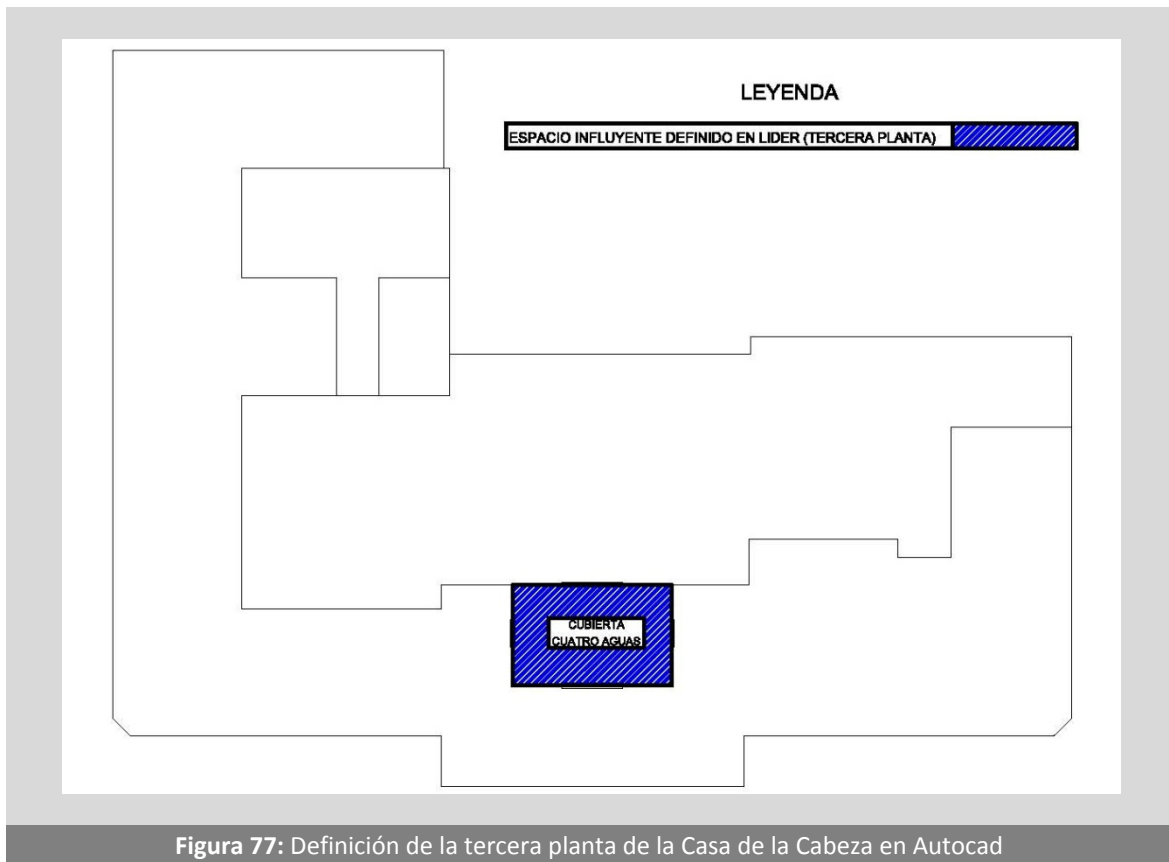 LEYENDA
ESPACIO INFLUYENTE DEFINIDO EN LIDER (TERCERA PLANTA)
CUBIERTA
CUATRO AGUAS
Figura 77: Definición de la tercera planta de la Casa de la Cabeza en Autocad